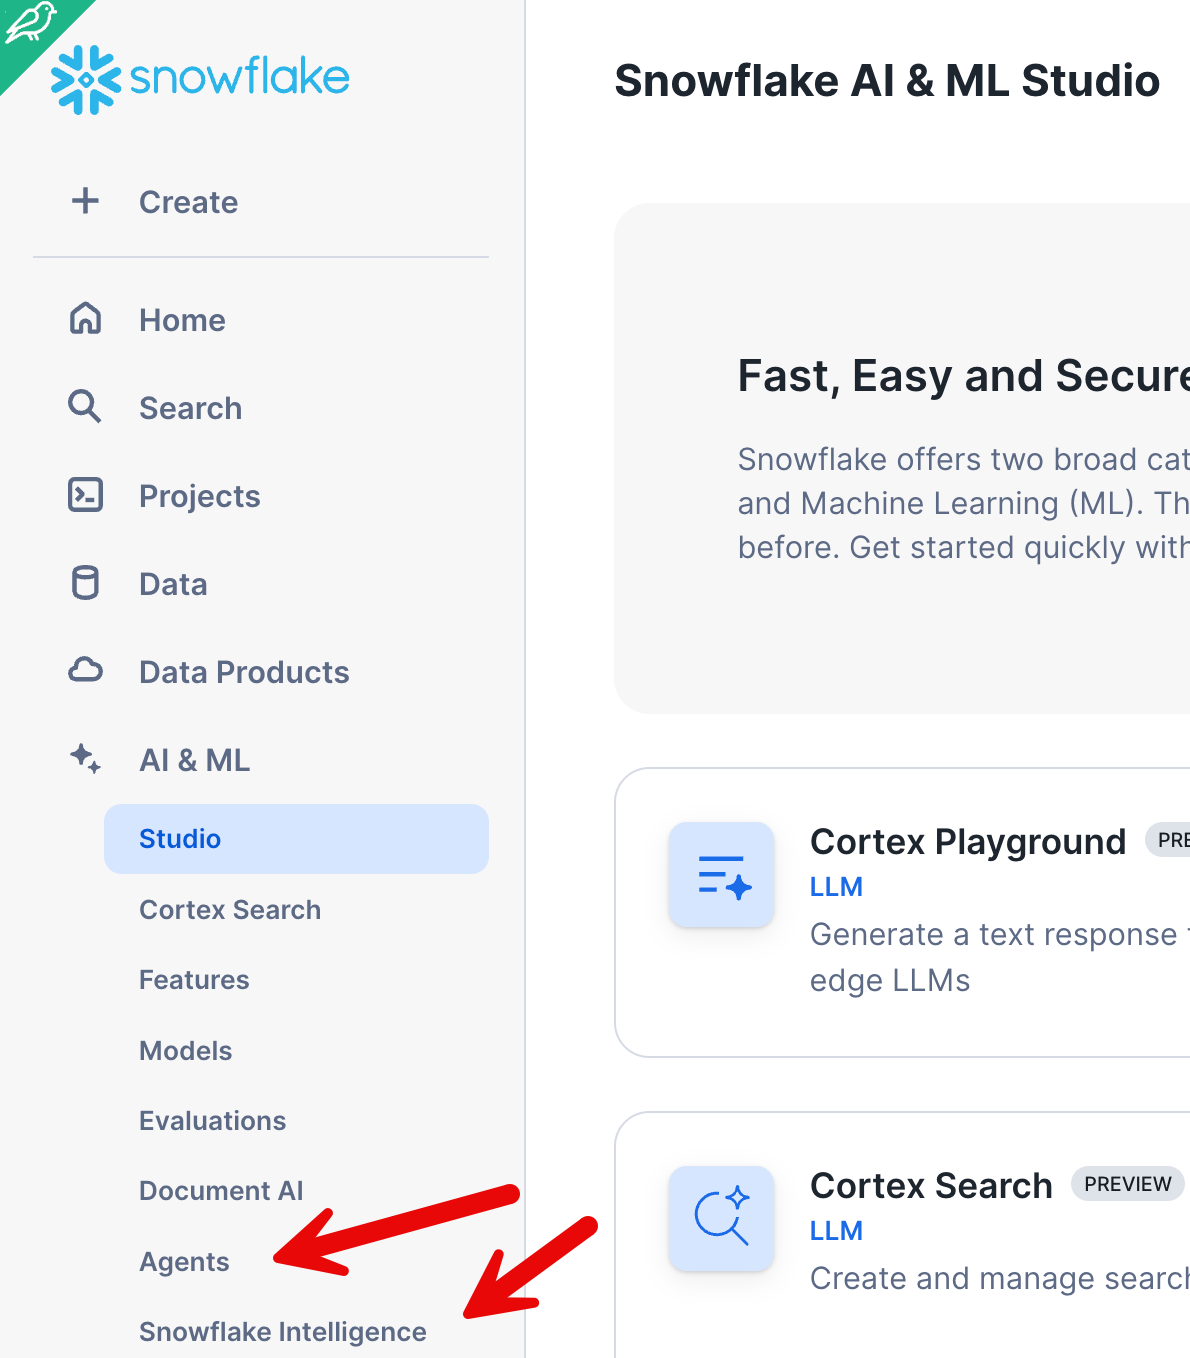 snowflake
Create
Home
Search
Projects
Data
Data Products
AI & ML
Studio
Cortex Search
Features
Models
Evaluations
Document AI
Agents
Snowflake Intelligence
Snowflake AI & ML Studio
Fast, Easy and Secure
Snowflake offers two broad cat
and Machine Learning (ML). Th
before. Get started quickly with
Cortex Playground PRE
LLM
Generate a text response
edge LLMs
Cortex Search PREVIEW
LLM
Create and manage search